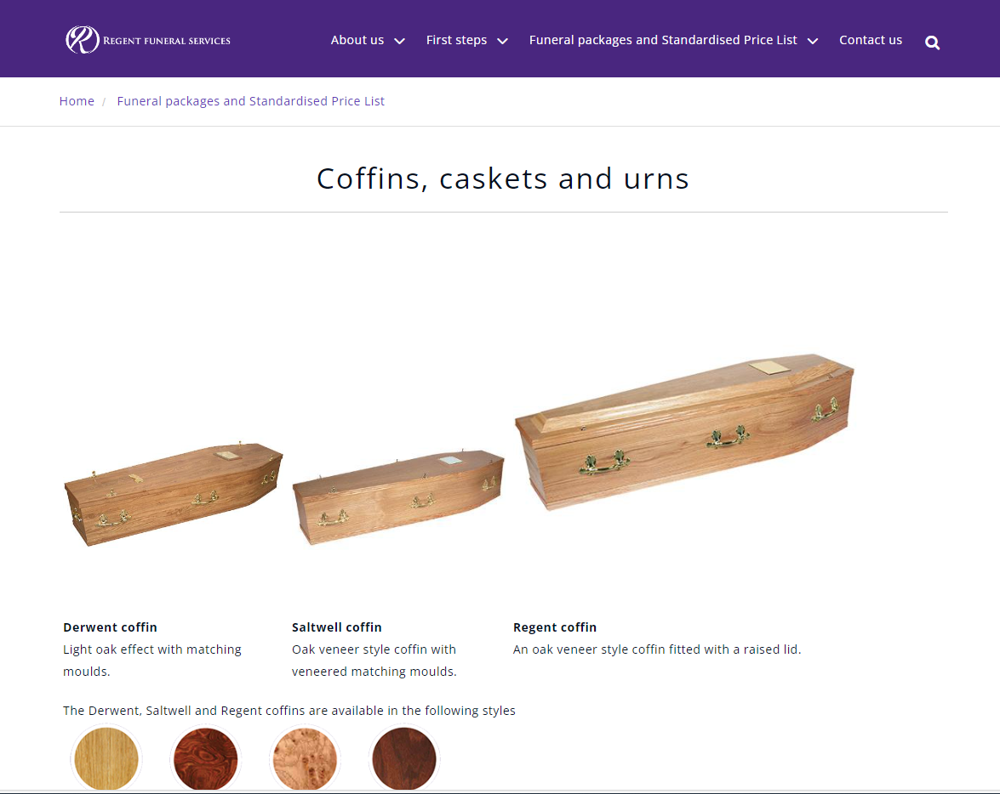 REGENT FUNERAL SERVICES
About us
First steps
Funeral packages and Standardised Price List
Contact us
Home / Funeral packages and Standardised Price List
Coffins, caskets and urns
Derwent coffin
Light oak effect with matching
moulds.
Saltwell coffin
Oak veneer style coffin with
veneered matching moulds.
Regent coffin
An oak veneer style coffin fitted with a raised lid.
The Derwent, Saltwell and Regent coffins are available in the following styles